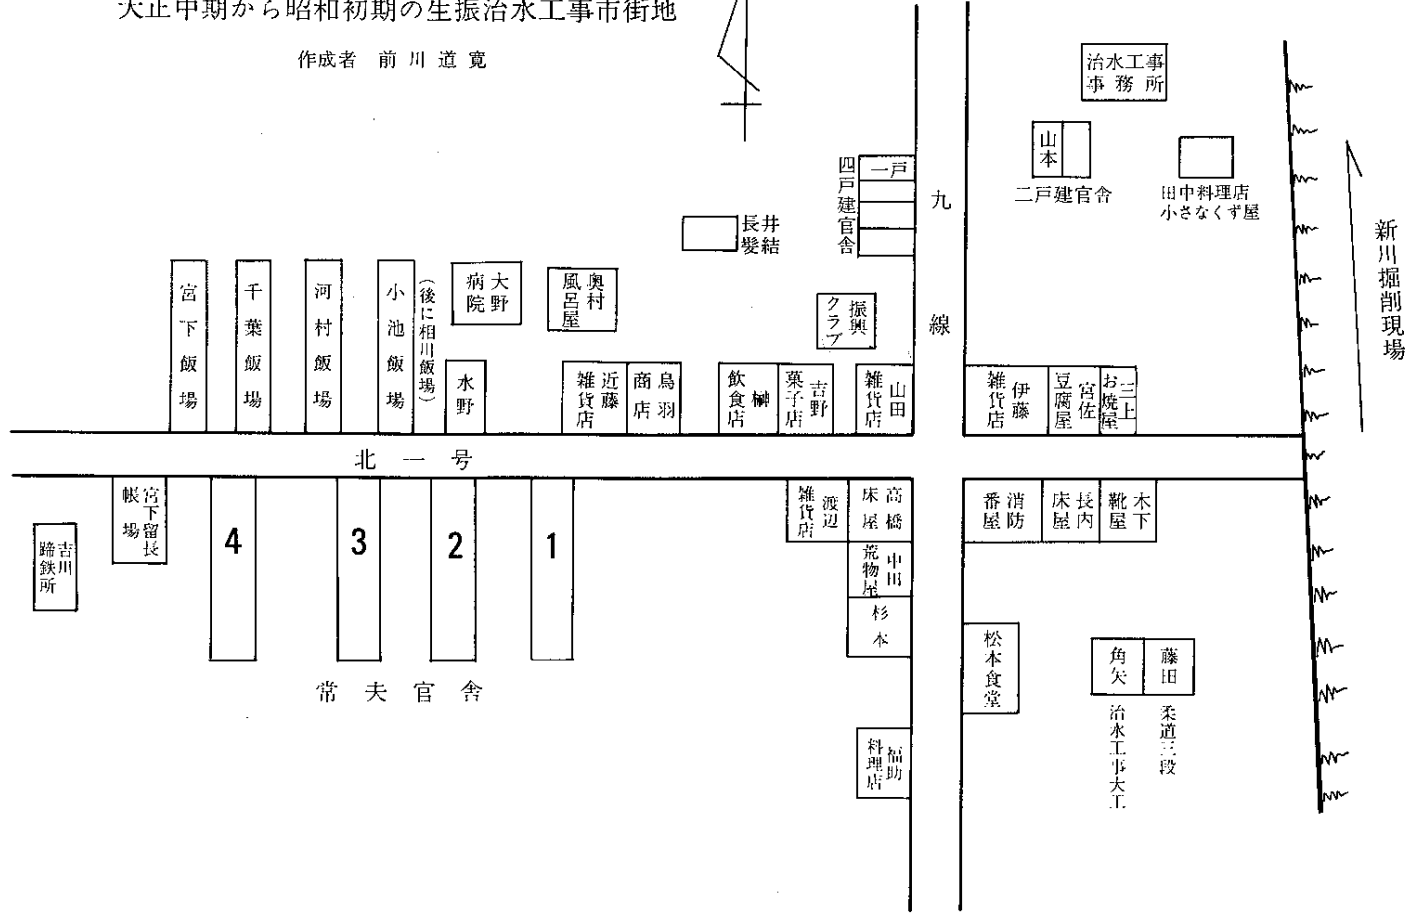 大正中期から昭和初期の生振治水工事市街地
作成者 前川道寛
治水工事
事務所
山本
二戸建官舎
田中料理店
小さなくず屋
新川掘削現場
九線
四戸建官舎
一戸
長井
髪結
振興
クラブ
宮下飯場
千葉飯場
河村飯場
小池飯場
(後に相川飯場)
大野
病院
奥村
風呂屋
水野
近藤
雑貨店
鳥羽
商店
榊
飲食店
吉野
菓子店
山田
雑貨店
伊藤
雑貨店
宮佐
豆腐屋
三上
お焼屋
北一号
吉川
蹄鉄所
宮下留長
帳場
4
3
2
1
常夫官舎
渡辺
雑貨店
高橋
床屋
中田
荒物屋
杉本
福助
料理店
消防
番屋
長内
床屋
木下
靴屋
松本食堂
角矢
治水工事大工
藤田
柔道三段